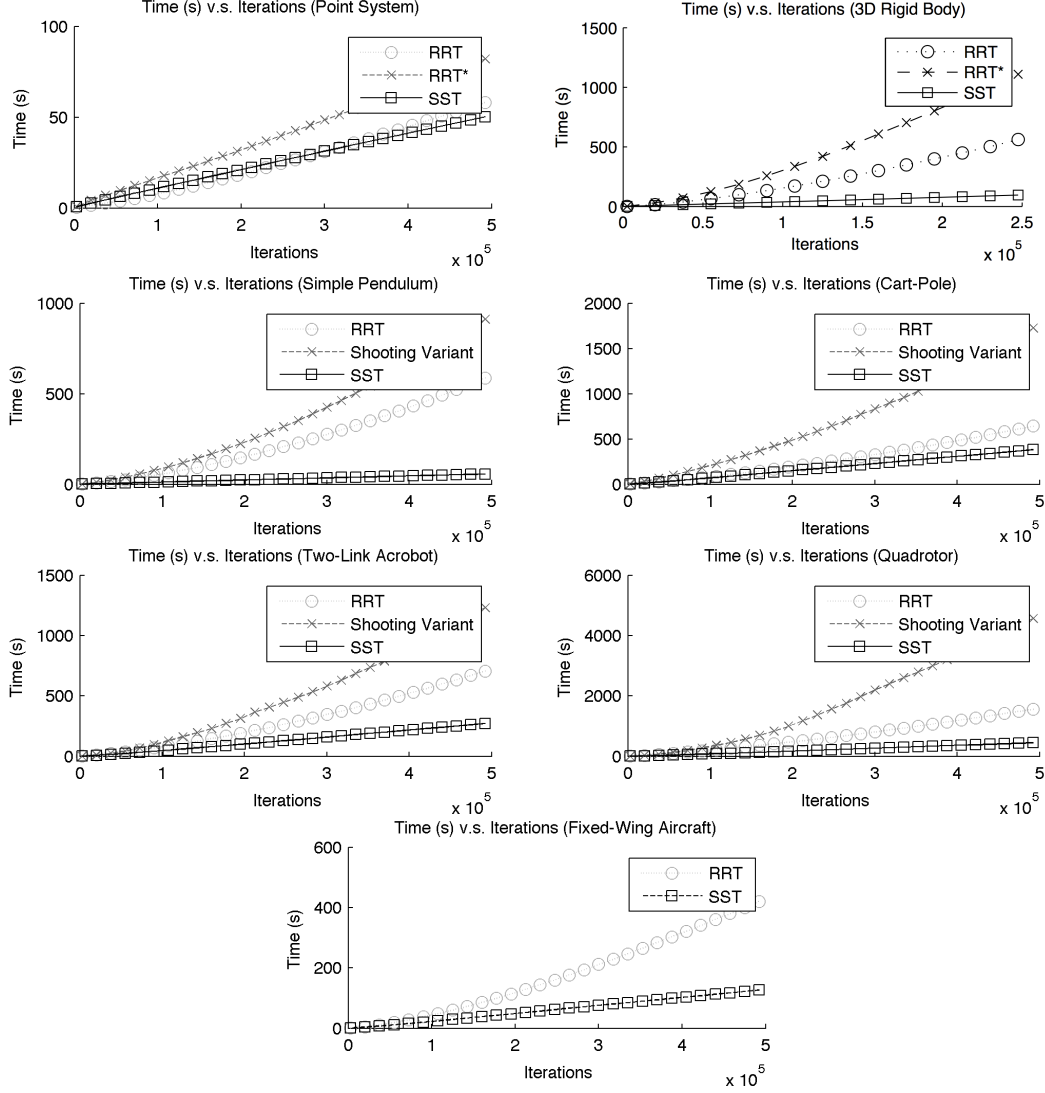 Time (s) v.s. Iterations (Point System)
100
50
0
Time (s)
RRT
RRT*
SST
0 1 2 3 4 5
Iterations
x 10^5
Time (s) v.s. Iterations (3D Rigid Body)
1500
1000
500
0
Time (s)
RRT
RRT*
SST
0 0.5 1 1.5 2 2.5
Iterations
x 10^5
Time (s) v.s. Iterations (Simple Pendulum)
1000
500
0
Time (s)
RRT
Shooting Variant
SST
0 1 2 3 4 5
Iterations
x 10^5
Time (s) v.s. Iterations (Cart-Pole)
2000
1500
1000
500
0
Time (s)
RRT
Shooting Variant
SST
0 1 2 3 4 5
Iterations
x 10^5
Time (s) v.s. Iterations (Two-Link Acrobot)
1500
1000
500
0
Time (s)
RRT
Shooting Variant
SST
0 1 2 3 4 5
Iterations
x 10^5
Time (s) v.s. Iterations (Quadrotor)
6000
4000
2000
0
Time (s)
RRT
Shooting Variant
SST
0 1 2 3 4 5
Iterations
x 10^5
Time (s) v.s. Iterations (Fixed-Wing Aircraft)
600
400
200
0
Time (s)
RRT
SST
0 1 2 3 4 5
Iterations
x 10^5